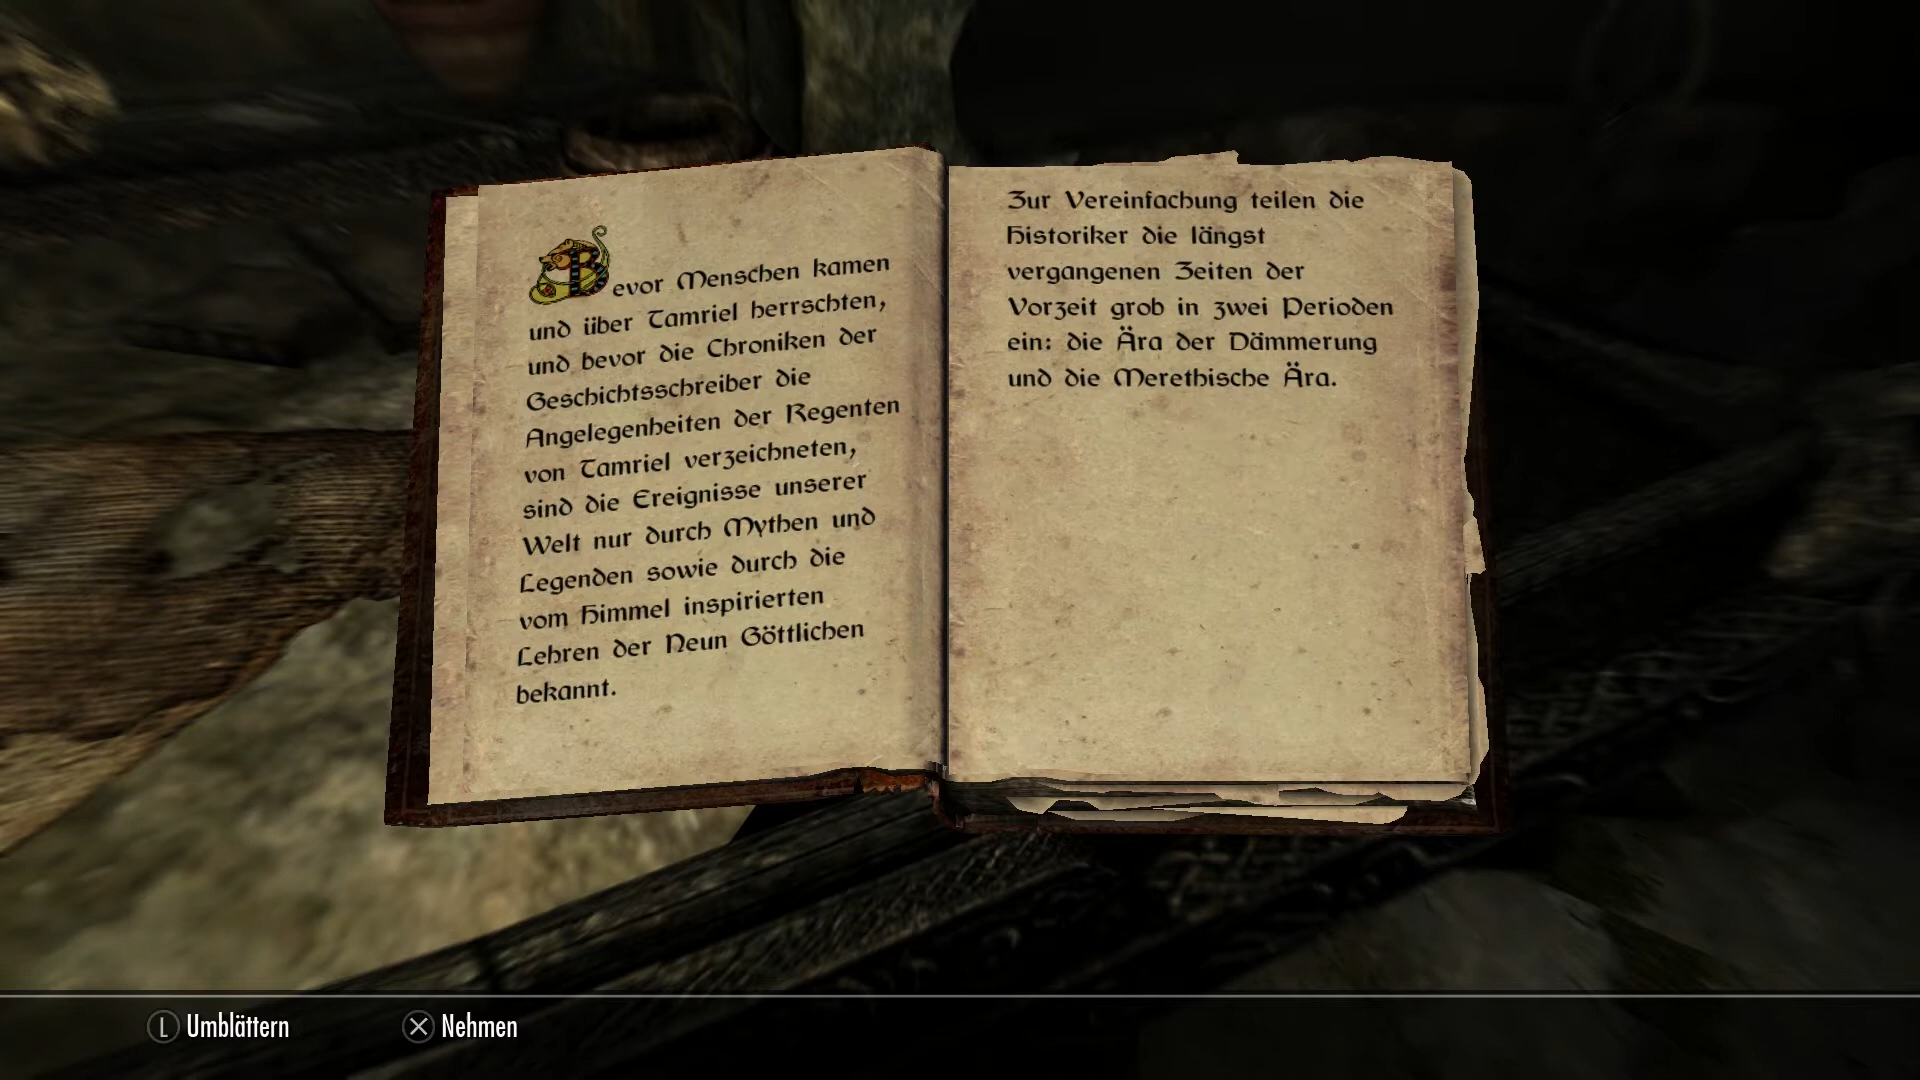 Bevor Menschen kamen
und über Tamriel herrschten,
und bevor die Chroniken der
Geschichtsschreiber die
Angelegenheiten der Regenten
von Tamriel verzeichneten,
sind die Ereignisse unserer
Welt nur durch Mythen und
Legenden sowie durch die
vom Himmel inspirierten
Lehren der Neun Göttlichen
bekannt.
Zur Vereinfachung teilen die
Historiker die längst
vergangenen Zeiten der
Vorzeit grob in zwei Perioden
ein: die Ära der Dämmerung
und die Merethische Ära.
L Umblättern
X Nehmen